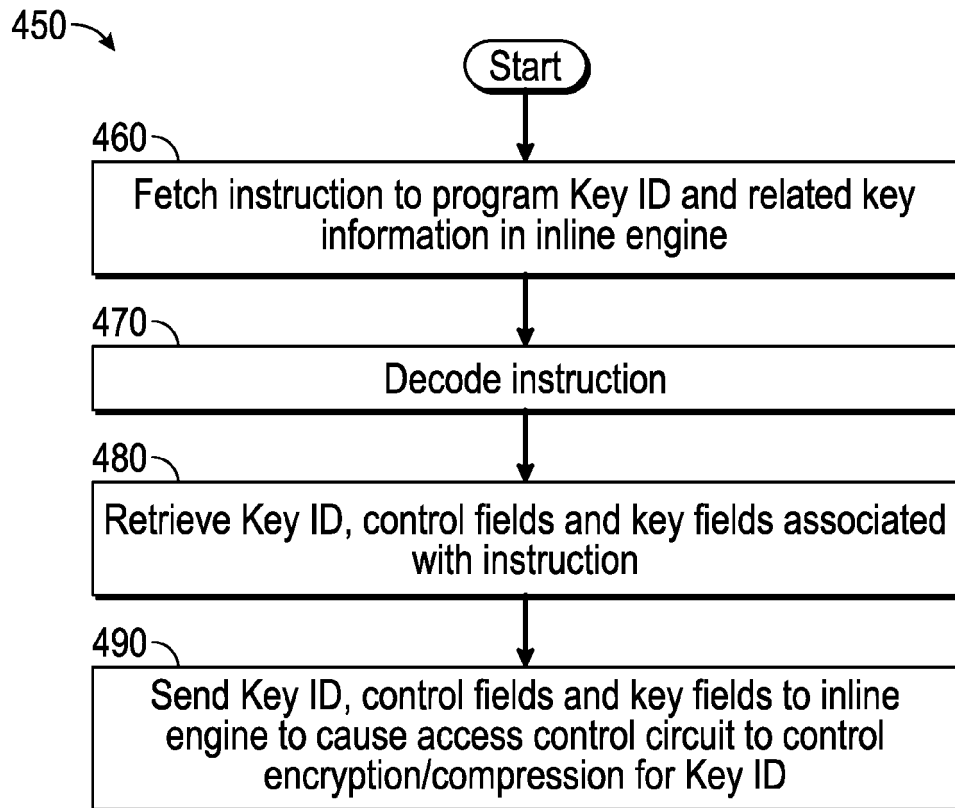 450
Start
460
Fetch instruction to program Key ID and related key
information in inline engine
470
Decode instruction
480
Retrieve Key ID, control fields and key fields associated
with instruction
490
Send Key ID, control fields and key fields to inline
engine to cause access control circuit to control
encryption/compression for Key ID